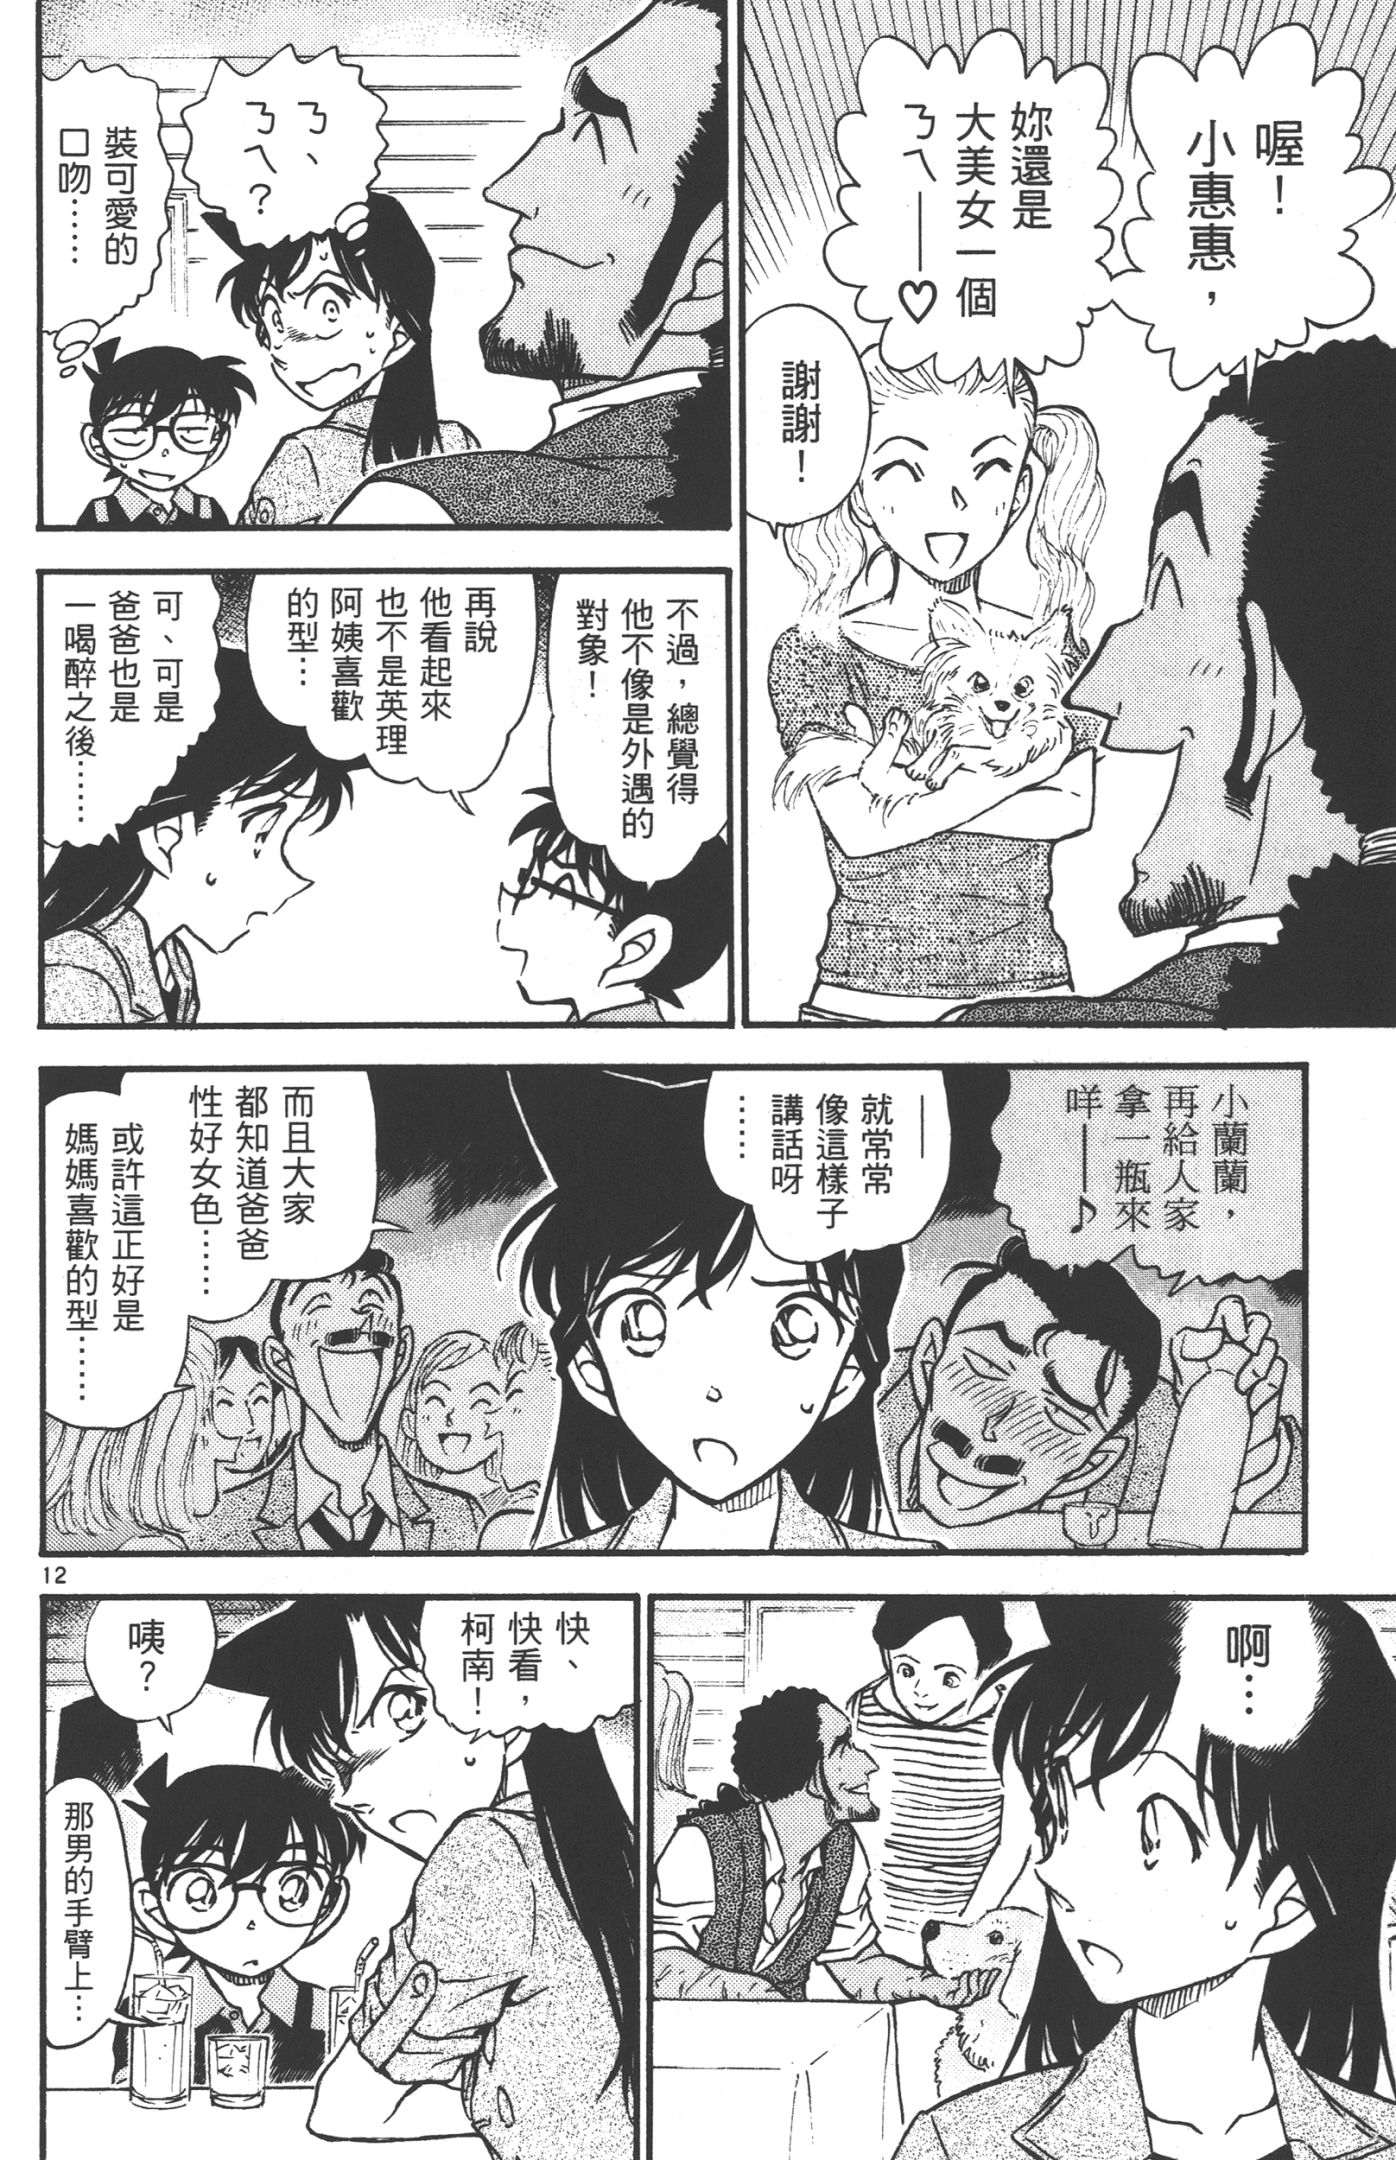 喔！
小惠惠，
妳還是
大美女一個
ㄋㄟ——♡
謝謝！
ㄋ、
ㄋㄟ？
裝可愛的
口吻……
不過，總覺得
他不像是外遇的
對象！
再說
他看起來
也不是英理
阿姨喜歡
的型…
可、可是
爸爸也是
一喝醉之後……
小蘭蘭，
再給人家
拿一瓶來
咩——♪
——
就常常
像這樣子
講話呀
……
而且大家
都知道爸爸
性好女色……
或許這正好是
媽媽喜歡的型……
12
啊…
快、
快看，
柯南！
咦？
那男的手臂上…